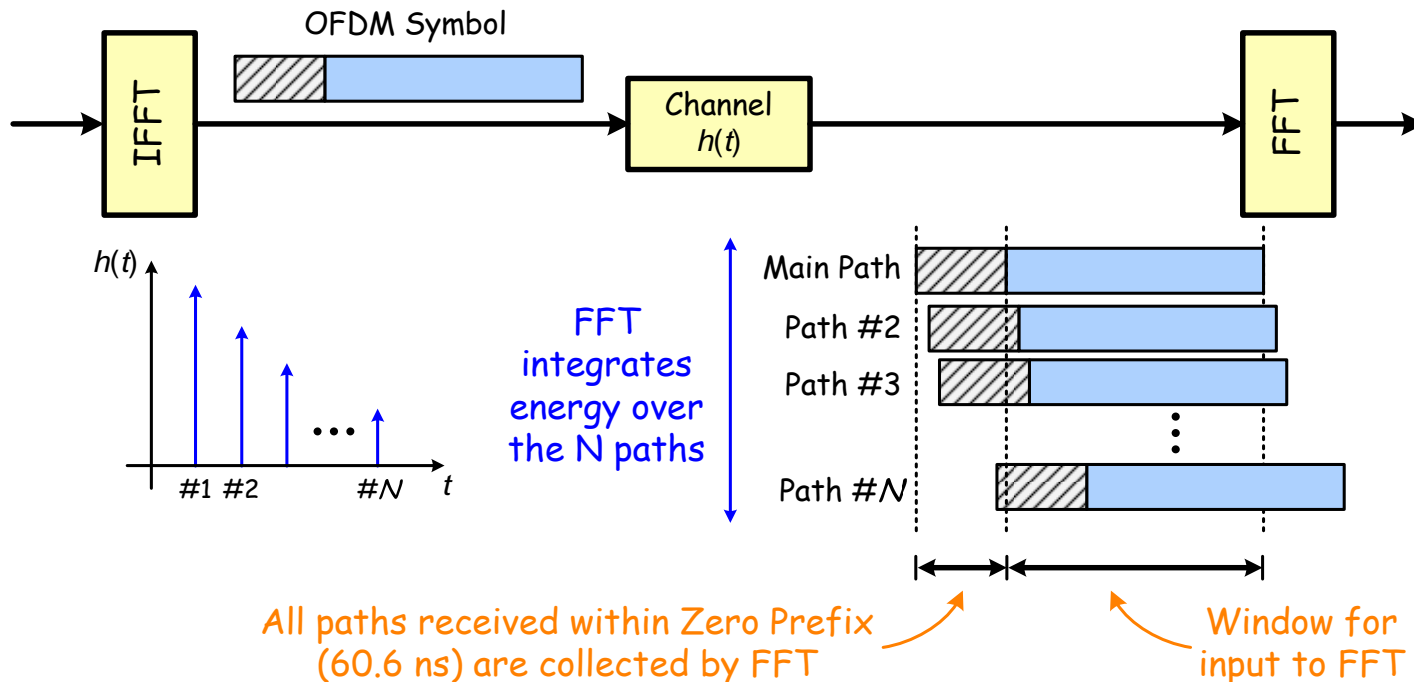 OFDM Symbol
IFFT
Channel
h(t)
FFT
h(t)
#1
#2
#N
t
FFT
integrates
energy over
the N paths
Main Path
Path #2
Path #3
Path #N
All paths received within Zero Prefix
(60.6 ns) are collected by FFT
Window for
input to FFT